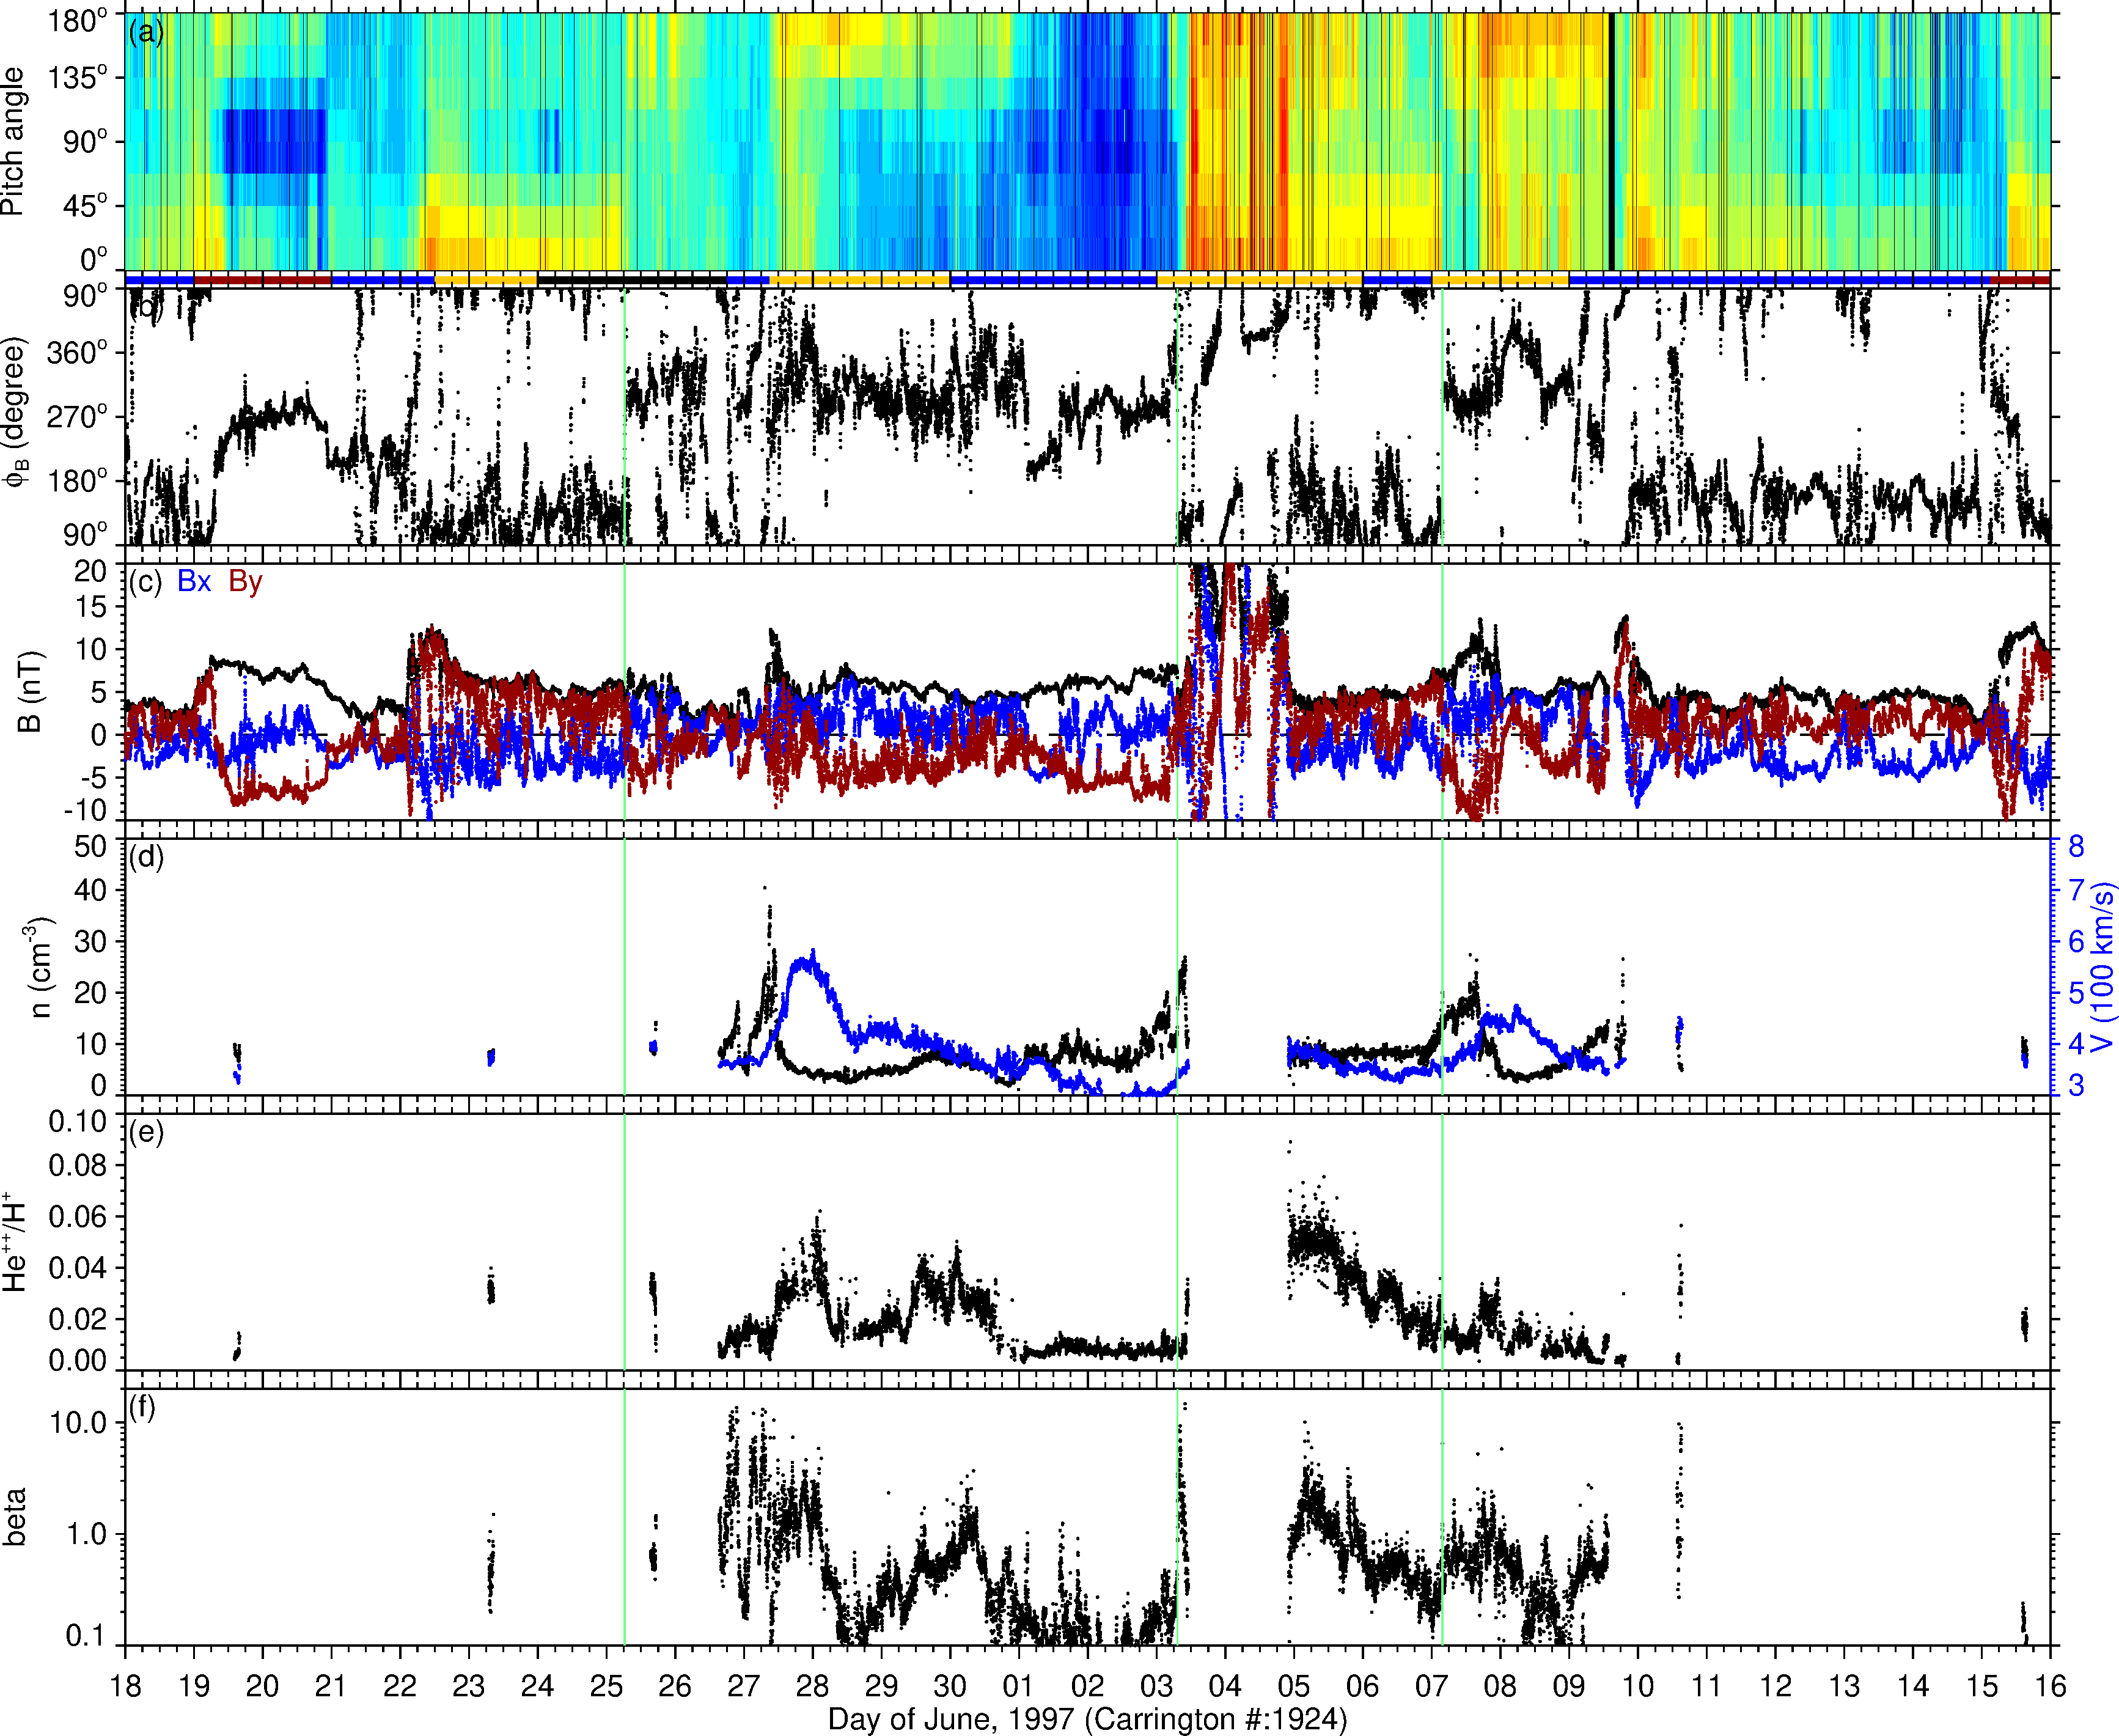 (a)
180°
135°
90°
45°
0°
Pitch angle
(b)
90°
360°
270°
180°
90°
ϕB (degree)
(c) Bx By
20
15
10
5
0
-5
-10
B (nT)
(d)
50
40
30
20
10
0
n (cm-3)
8
7
6
5
4
3
V (100 km/s)
(e)
0.10
0.08
0.06
0.04
0.02
0.00
He++/H+
(f)
10.0
1.0
0.1
beta
18 19 20 21 22 23 24 25 26 27 28 29 30 01 02 03 04 05 06 07 08 09 10 11 12 13 14 15 16
Day of June, 1997 (Carrington #:1924)